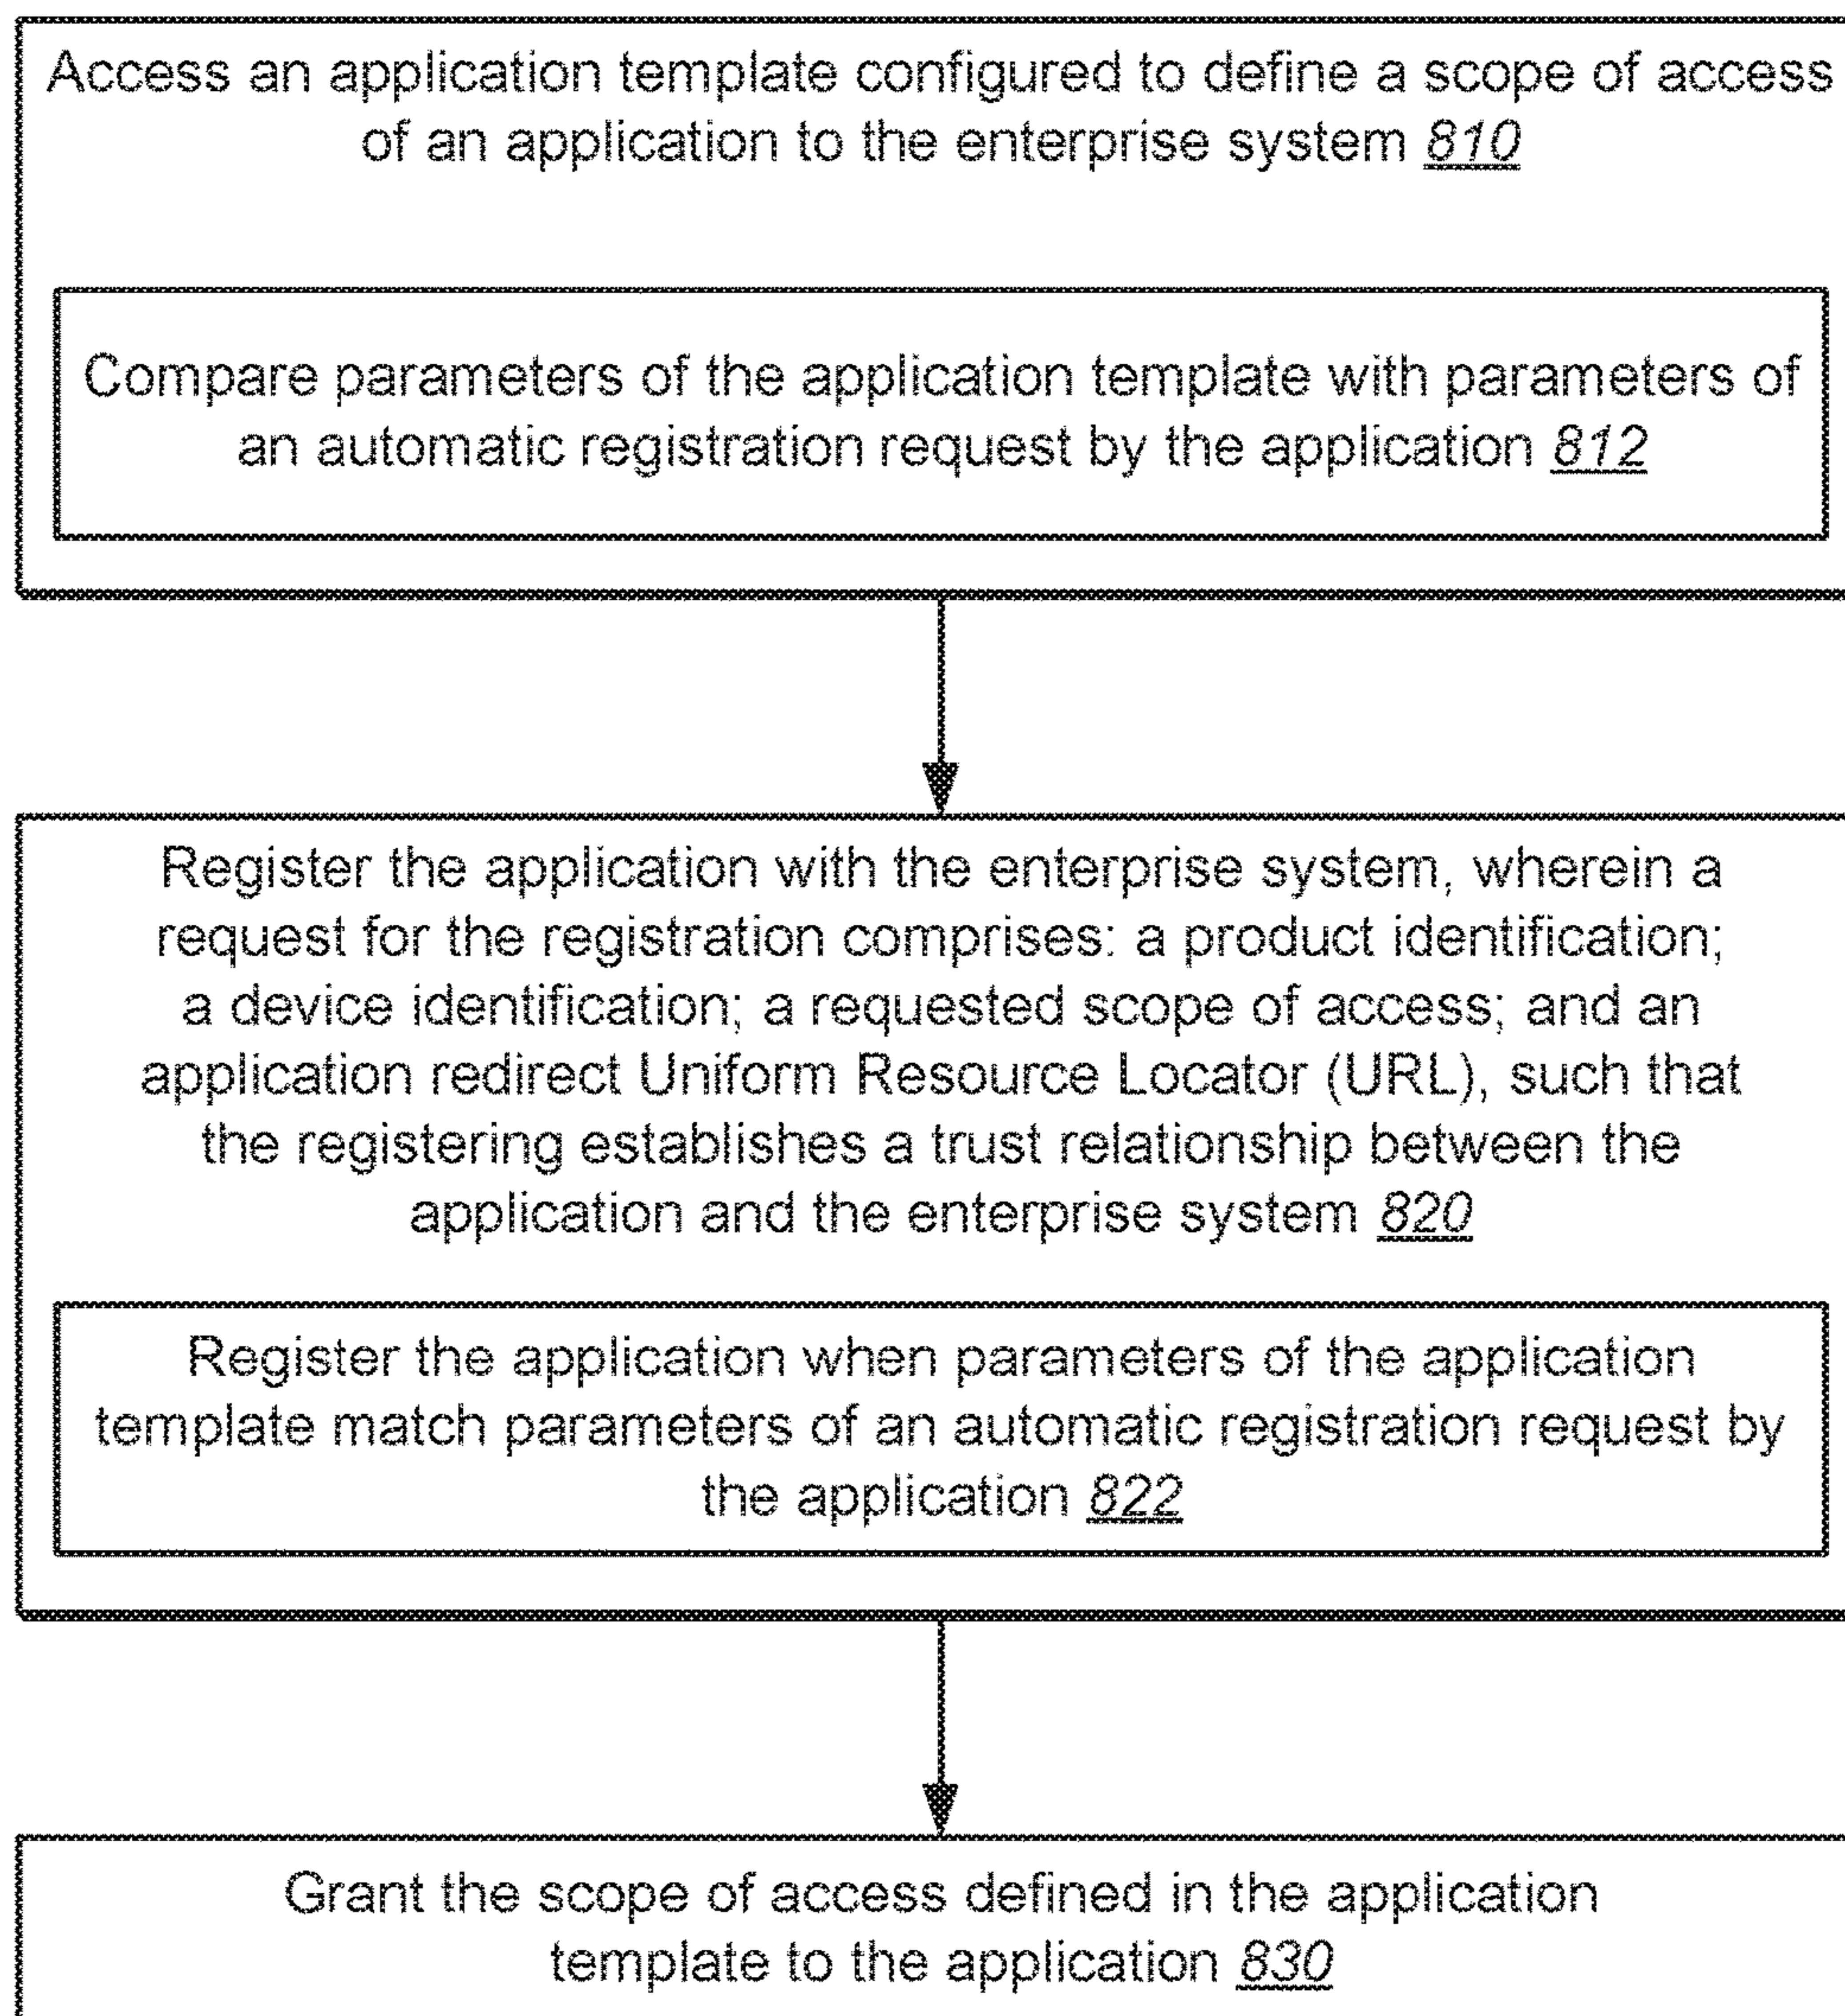 Access an application template configured to define a scope of access
of an application to the enterprise system 810
Compare parameters of the application template with parameters of
an automatic registration request by the application 812
Register the application with the enterprise system, wherein a
request for the registration comprises: a product identification;
a device identification; a requested scope of access; and an
application redirect Uniform Resource Locator (URL), such that
the registering establishes a trust relationship between the
application and the enterprise system 820
Register the application when parameters of the application
template match parameters of an automatic registration request by
the application 822
Grant the scope of access defined in the application
template to the application 830